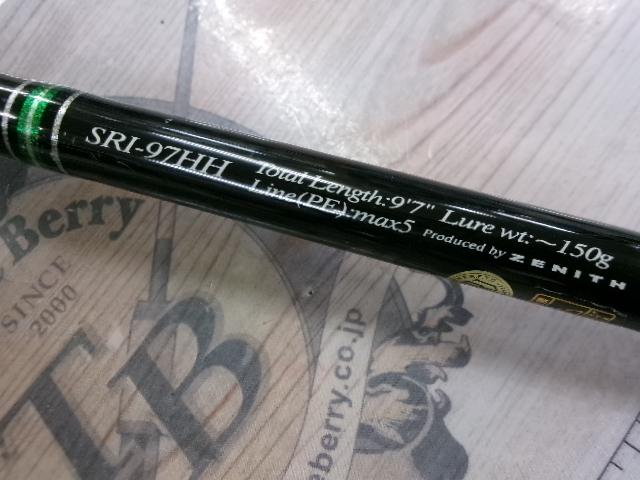 SRI-97HH
Total Length:9'7" Lure wt:~150g
Line(PE):max5 Produced by ZENITH
Berry
SINCE
2000
TB
eberry.co.jp